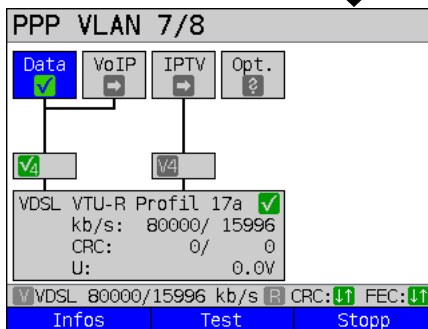 PPP VLAN 7/8
Data VoIP IPTV Opt.
?
V4 V4
VDSL VTU-R Profil 17a
kb/s: 80000/ 15996
CRC: 0/ 0
U: 0.0V
V VDSL 80000/15996 kb/s R CRC: FEC:
Infos Test Stopp